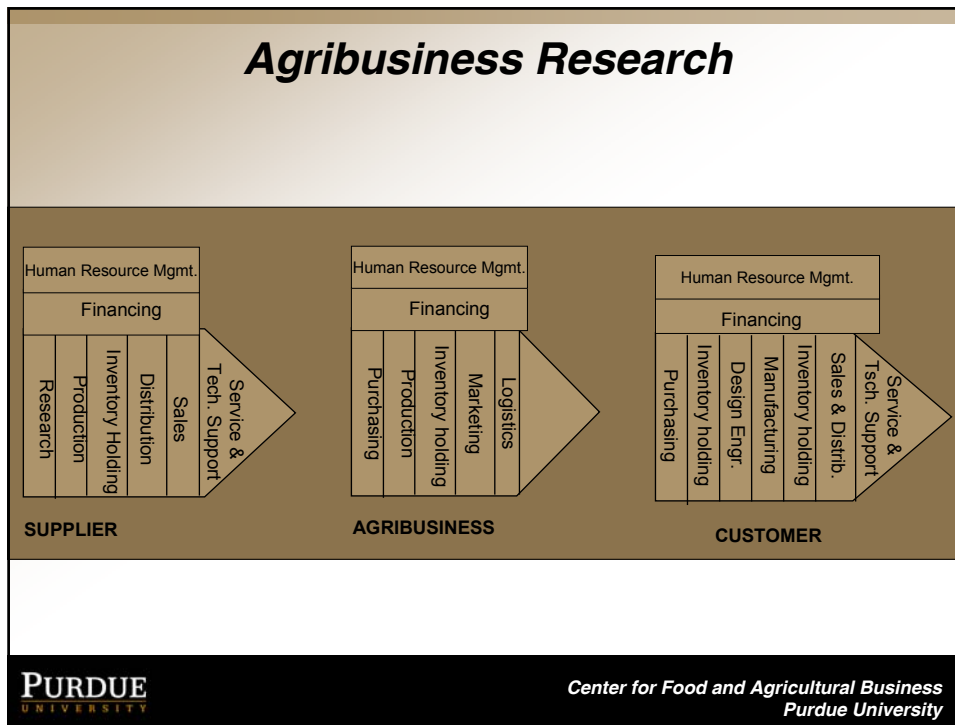 Agribusiness Research
Human Resource Mgmt.
Financing
Research
Production
Inventory Holding
Distribution
Sales
Service &
Tech. Support
SUPPLIER
Human Resource Mgmt.
Financing
Purchasing
Production
Inventory holding
Marketing
Logistics
AGRIBUSINESS
Human Resource Mgmt.
Financing
Purchasing
Inventory holding
Design Engr.
Manufacturing
Inventory holding
Sales & Distrib.
Service &
Tsch. Support
CUSTOMER
PURDUE
UNIVERSITY
Center for Food and Agricultural Business
Purdue University